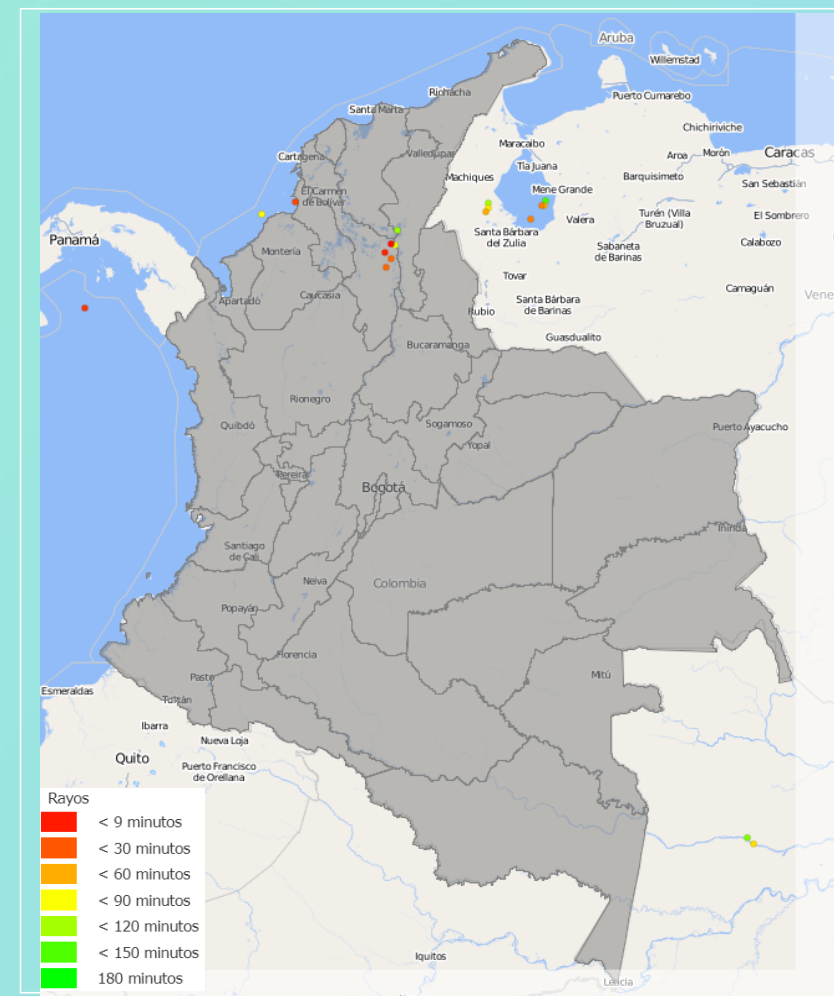 Aruba
Willemstad
Riohacha
Puerto Cumarebo
Santa Marta
Chichiriviche
Maracaibo
Cartagena
Valledupar
Tía Juana
Aroa
Morón
Caracas
Machiques
Barquisimeto
San Sebastián
El Carmen
de Bolívar
Mene Grande
Turén (Villa
Bruzual)
El Sombrero
Valera
Santa Bárbara
del Zulia
Panamá
Montería
Sabaneta
de Barinas
Calabozo
Tovar
Camaguán
Vene
Apartadó
Caucasia
Santa Bárbara
de Barinas
Rubio
Guasdualito
Bucaramanga
Rionegro
Quibdó
Sogamoso
Puerto Ayacucho
Yopal
Pereira
Bogotá
Inírida
Santiago
de Cali
Neiva
Colombia
Popayán
Florencia
Mitú
Pasto
Esmeraldas
Tulcán
Ibarra
Nueva Loja
Quito
Puerto Francisco
de Orellana
Rayos
< 9 minutos
< 30 minutos
< 60 minutos
< 90 minutos
< 120 minutos
< 150 minutos
180 minutos
Iquitos
Leticia